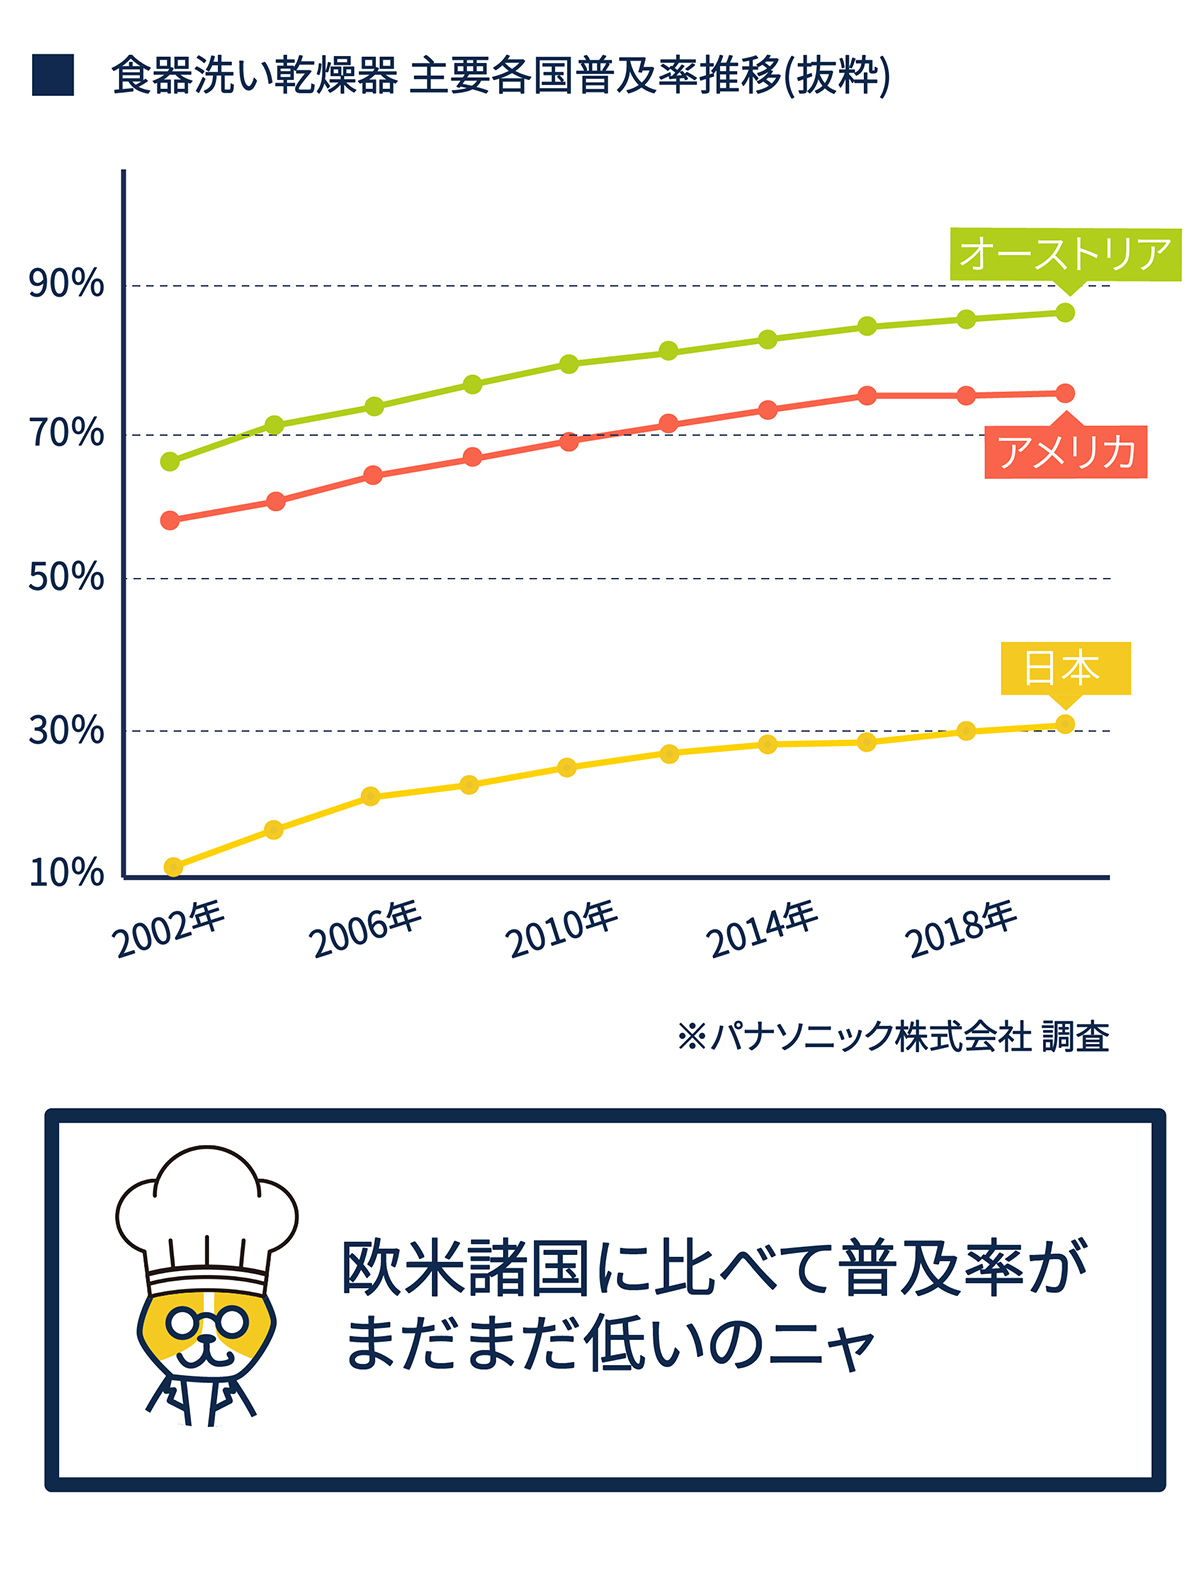 ■ 食器洗い乾燥器 主要各国普及率推移(抜粋)
オーストリア
90%
70%
アメリカ
50%
日本
30%
10%
2002年 2006年 2010年 2014年 2018年
※パナソニック株式会社 調査
欧米諸国に比べて普及率が
まだまだ低いのニャ